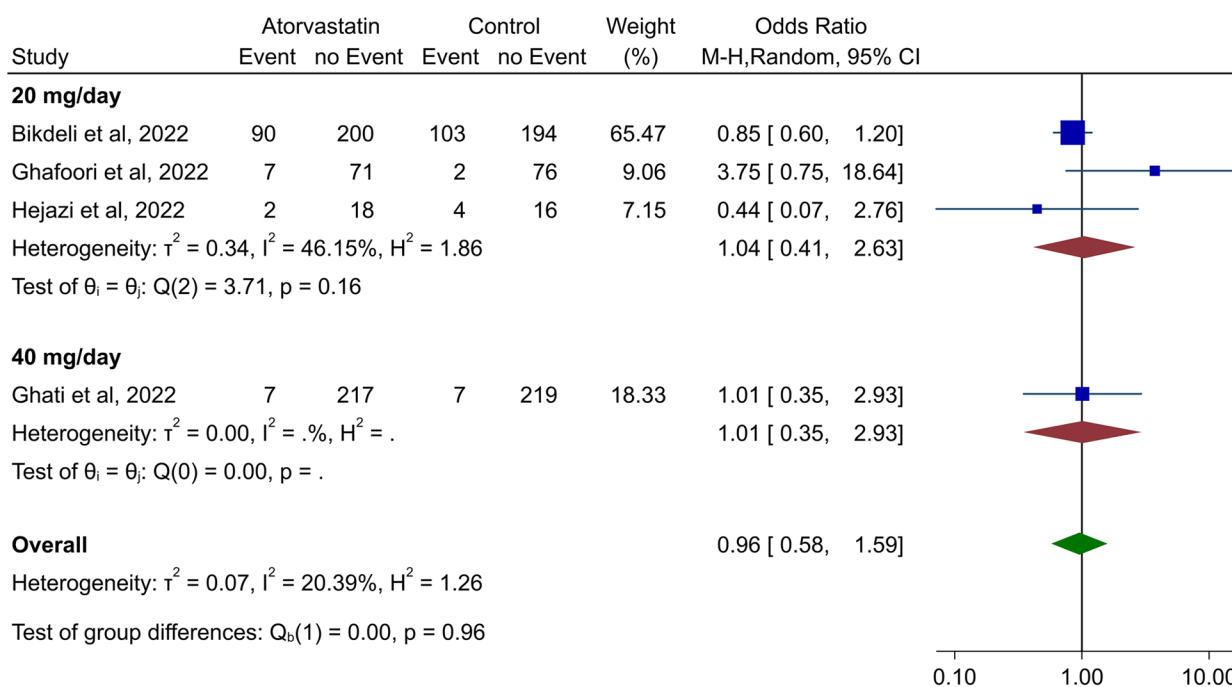 Atorvastatin Control Weight Odds Ratio
Study Event no Event Event no Event (%) M-H,Random, 95% CI
20 mg/day
Bikdeli et al, 2022 90 200 103 194 65.47 0.85 [ 0.60, 1.20]
Ghafoori et al, 2022 7 71 2 76 9.06 3.75 [ 0.75, 18.64]
Hejazi et al, 2022 2 18 4 16 7.15 0.44 [ 0.07, 2.76]
Heterogeneity: τ² = 0.34, I² = 46.15%, H² = 1.86 1.04 [ 0.41, 2.63]
Test of θᵢ = θⱼ: Q(2) = 3.71, p = 0.16
40 mg/day
Ghati et al, 2022 7 217 7 219 18.33 1.01 [ 0.35, 2.93]
Heterogeneity: τ² = 0.00, I² = .%, H² = . 1.01 [ 0.35, 2.93]
Test of θᵢ = θⱼ: Q(0) = 0.00, p = .
Overall 0.96 [ 0.58, 1.59]
Heterogeneity: τ² = 0.07, I² = 20.39%, H² = 1.26
Test of group differences: Q_b(1) = 0.00, p = 0.96
0.10 1.00 10.00